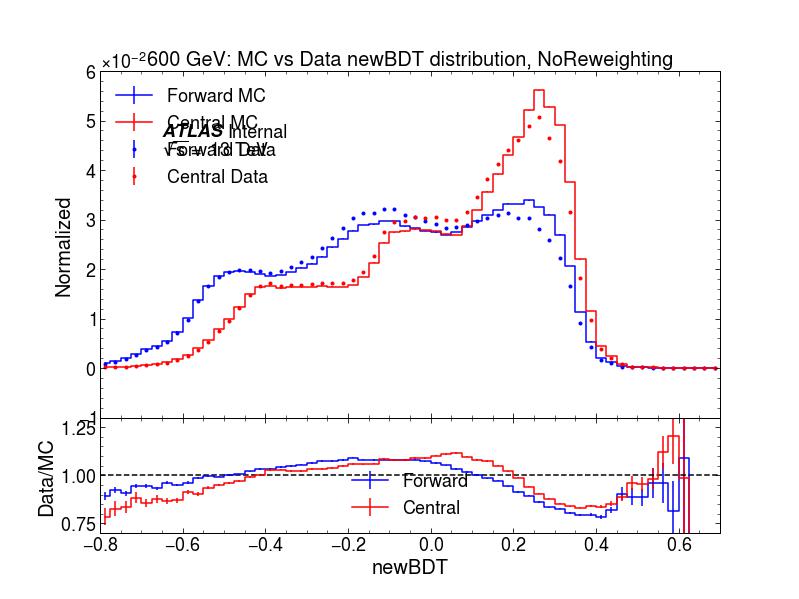 ×10⁻²600 GeV: MC vs Data newBDT distribution, NoReweighting
6
5
4
3
2
1
0
−1
Normalized
Forward MC
Central MC
ATLAS Internal
√s = 13 TeV
Forward Data
Central Data
1.25
1.00
0.75
Data/MC
Forward
Central
−0.8 −0.6 −0.4 −0.2 0.0 0.2 0.4 0.6
newBDT